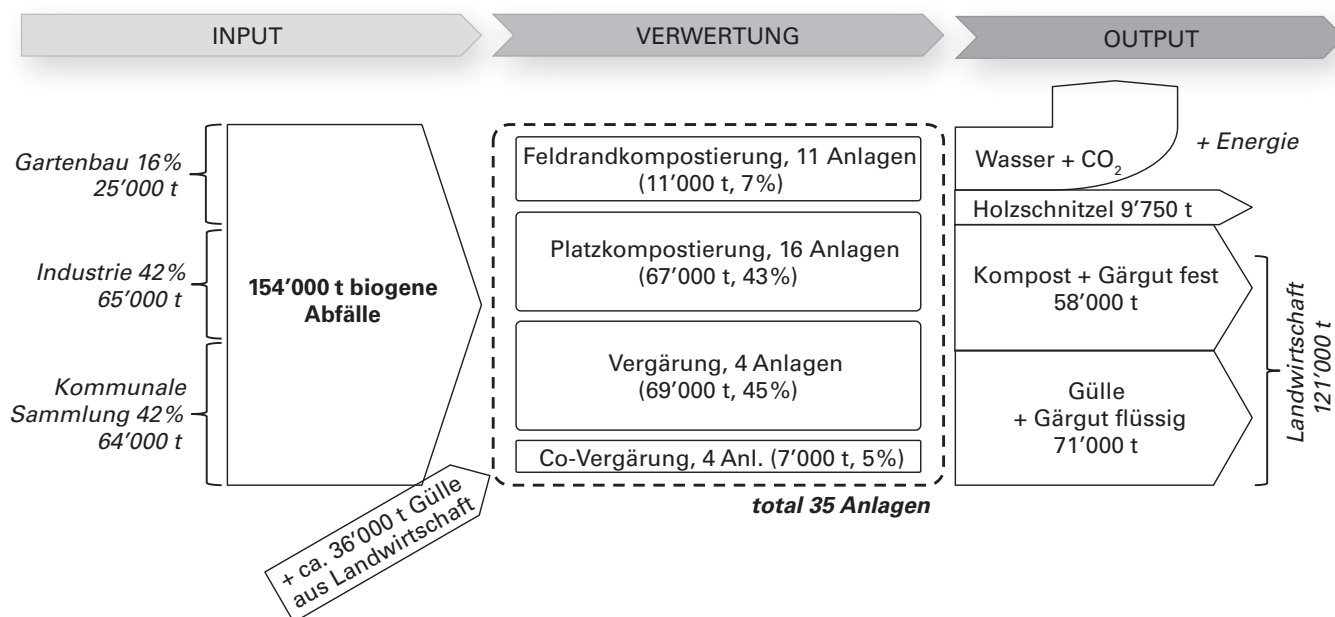 INPUT
VERWERTUNG
OUTPUT
Gartenbau 16%
25’000 t
Industrie 42%
65’000 t
Kommunale
Sammlung 42%
64’000 t
154’000 t biogene
Abfälle
+ ca. 36’000 t Gülle
aus Landwirtschaft
Feldrandkompostierung, 11 Anlagen
(11’000 t, 7%)
Platzkompostierung, 16 Anlagen
(67’000 t, 43%)
Vergärung, 4 Anlagen
(69’000 t, 45%)
Co-Vergärung, 4 Anl. (7’000 t, 5%)
total 35 Anlagen
Wasser + CO₂
+ Energie
Holzschnitzel 9’750 t
Kompost + Gärgut fest
58’000 t
Gülle
+ Gärgut flüssig
71’000 t
Landwirtschaft
121’000 t